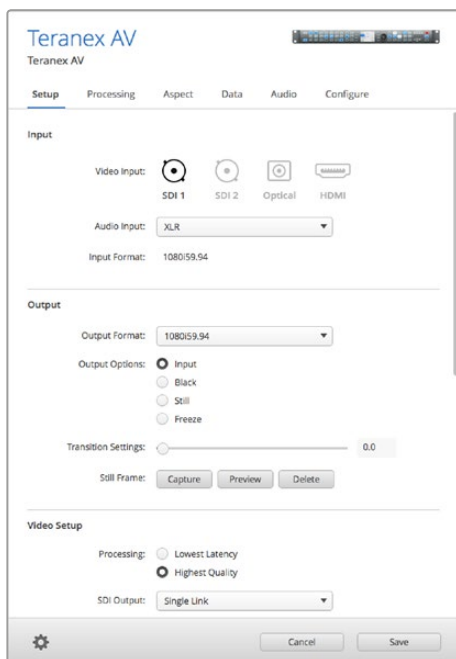 Teranex AV
Teranex AV
Setup Processing Aspect Data Audio Configure
Input
Video Input:
SDI 1 SDI 2 Optical HDMI
Audio Input: XLR
Input Format: 1080i59.94
Output
Output Format: 1080i59.94
Output Options: Input
Black
Still
Freeze
Transition Settings: 0.0
Still Frame: Capture Preview Delete
Video Setup
Processing: Lowest Latency
Highest Quality
SDI Output: Single Link
Cancel Save